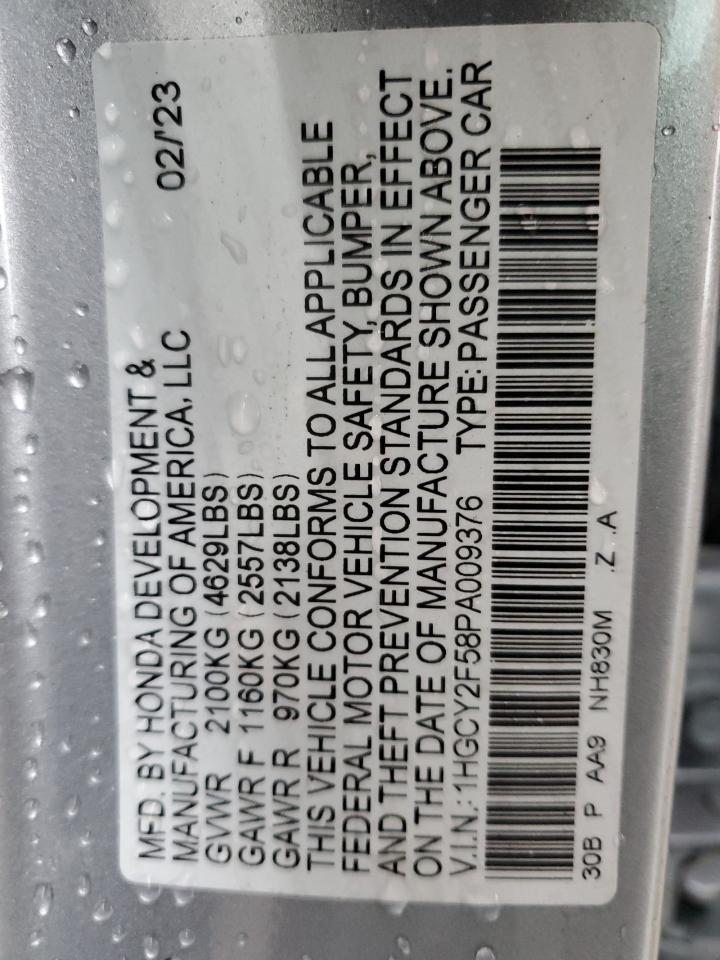 MFD. BY HONDA DEVELOPMENT &
MANUFACTURING OF AMERICA, LLC 02/'23
GVWR 2100KG (4629LBS)
GAWR F 1160KG (2557LBS)
GAWR R 970KG (2138LBS)
THIS VEHICLE CONFORMS TO ALL APPLICABLE
FEDERAL MOTOR VEHICLE SAFETY, BUMPER,
AND THEFT PREVENTION STANDARDS IN EFFECT
ON THE DATE OF MANUFACTURE SHOWN ABOVE.
V.I.N.: 1HGCY2F58PA009376 TYPE: PASSENGER CAR
30B P AA9 NH830M .Z .A